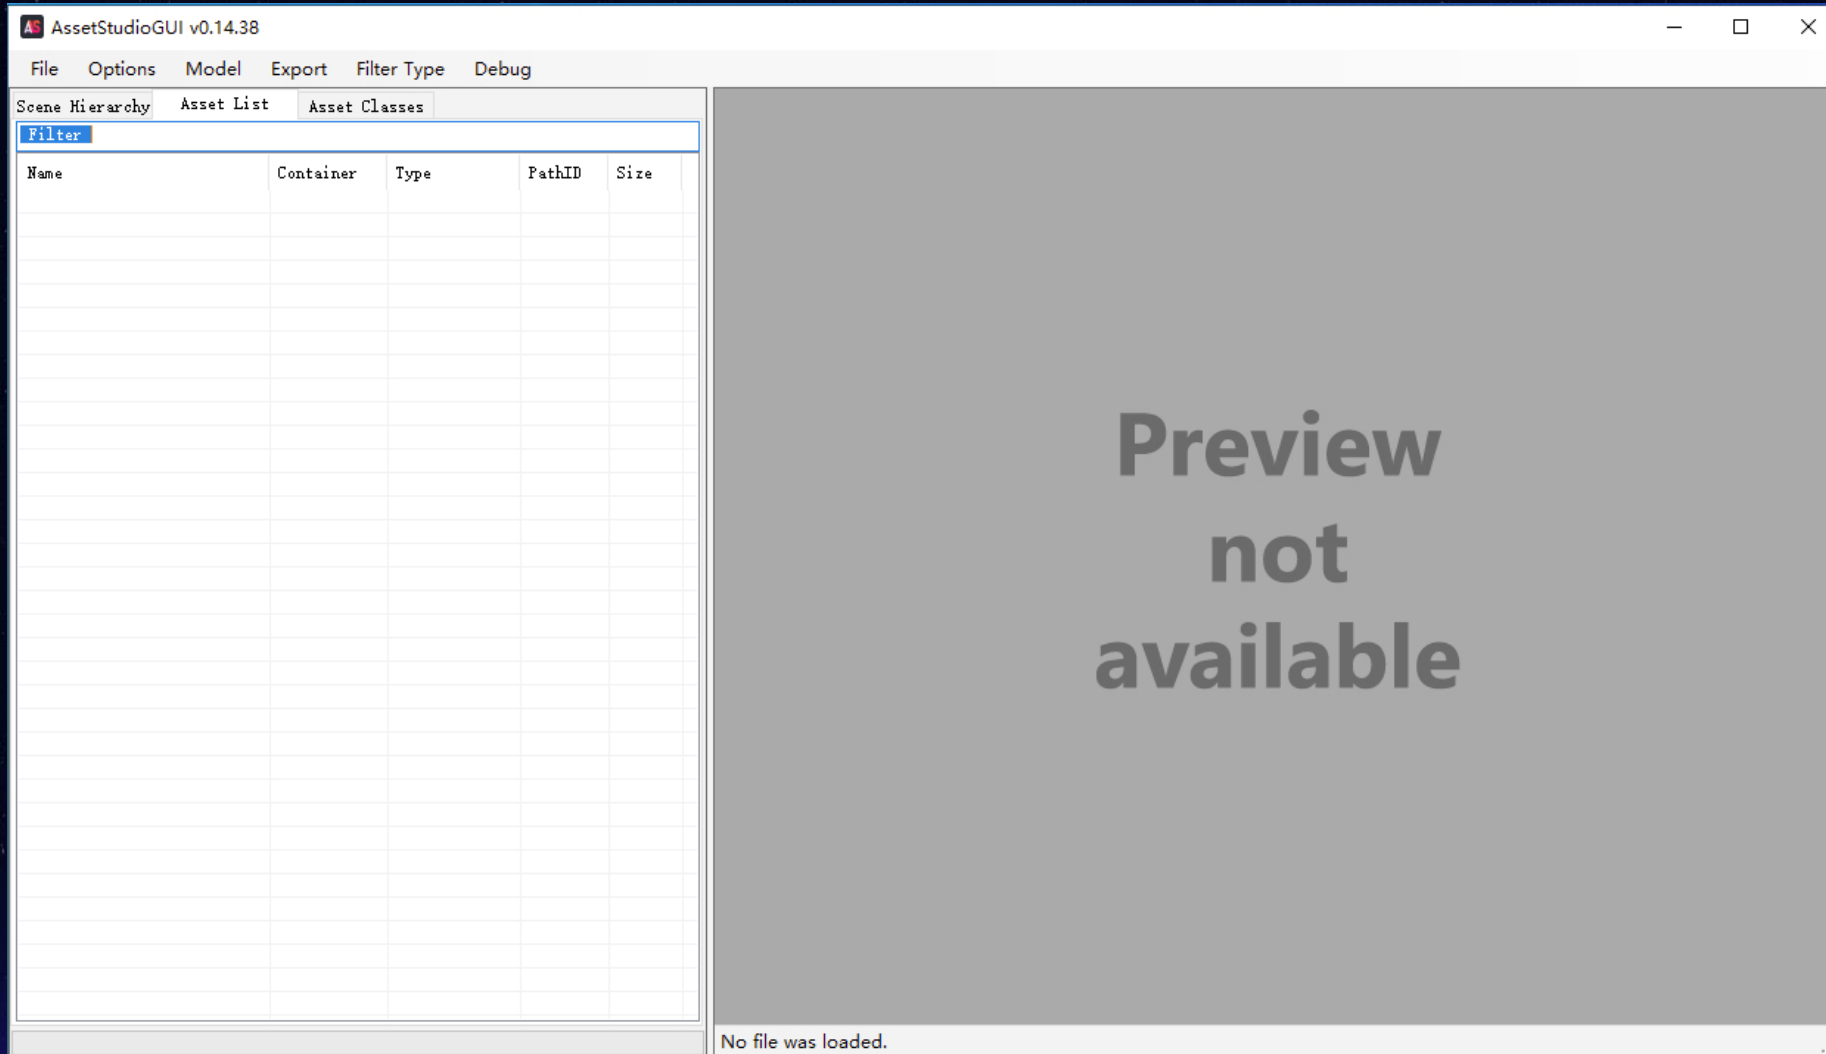 AS AssetStudioGUI v0.14.38
File Options Model Export Filter Type Debug
Scene Hierarchy Asset List Asset Classes
Filter
Name Container Type PathID Size
Preview
not
available
No file was loaded.